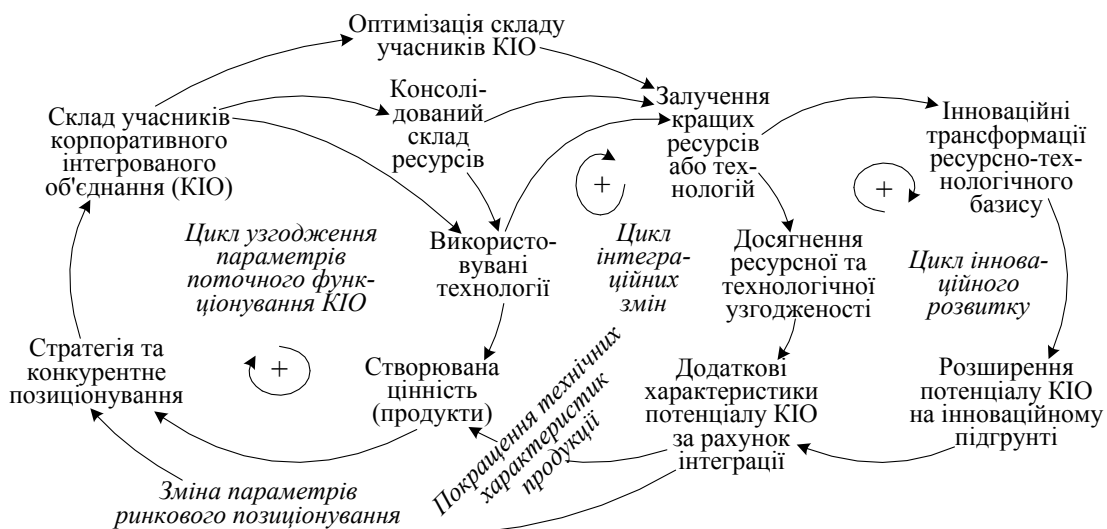 Оптимізація складу
учасників КІО
Консолі-
дований
склад
ресурсів
Склад учасників
корпоративного
інтегрованого
об'єднання (КІО)
Залучення
кращих
ресурсів
або тех-
нологій
Інноваційні
трансформації
ресурсно-тех-
нологічного
базису
+
+
Цикл узгодження
параметрів
поточного функ-
ціонування КІО
Використо-
вувані
технології
Цикл
інтегра-
ційних
змін
Досягнення
ресурсної та
технологічної
узгодженості
Цикл іннова-
ційного
розвитку
Стратегія та
конкурентне
позиціонування
+
Створювана
цінність
(продукти)
Покращення технічних
характеристик
продукції
Додаткові
характеристики
потенціалу КІО
за рахунок
інтеграції
Розширення
потенціалу КІО
на інноваційному
підгрунті
Зміна параметрів
ринкового позиціонування